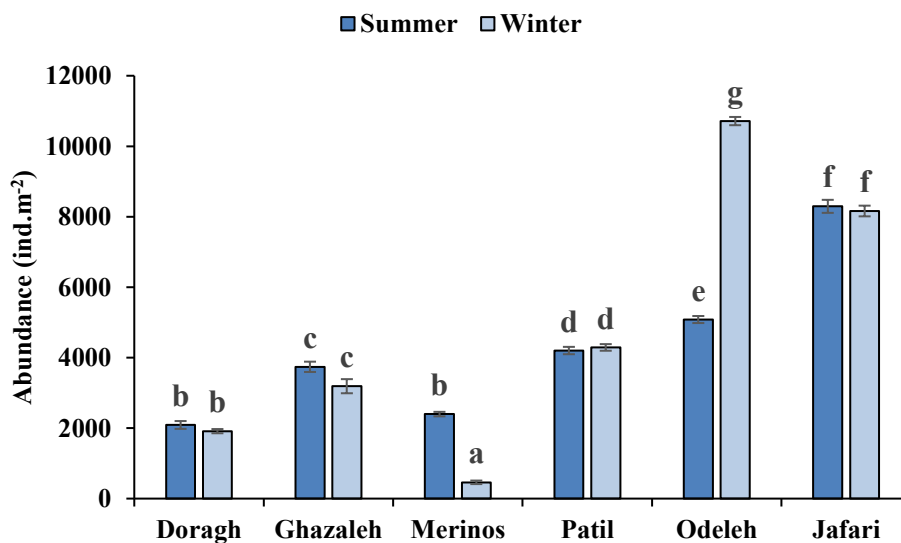 Summer Winter
Abundance (ind.m-2)
12000
10000
8000
6000
4000
2000
0
b b c c b a d d e g f f
Doragh Ghazaleh Merinos Patil Odeleh Jafari